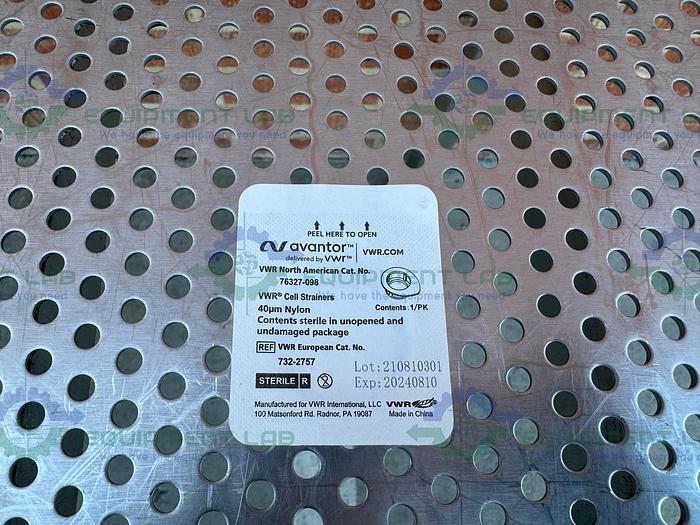 PEEL HERE TO OPEN
avantor™
delivered by VWR™
VWR.COM
VWR North American Cat. No.
76327-098
VWR® Cell Strainers
40µm Nylon
Contents: 1/PK
Contents sterile in unopened and
undamaged package
REF VWR European Cat. No.
732-2757
Lot: 210810301
Exp: 20240810
STERILE R
2
Manufactured for VWR International, LLC
100 Matsonford Rd. Radnor, PA 19087
VWR
Made in China
EQUIPMENT LAB
We have the equipment you need